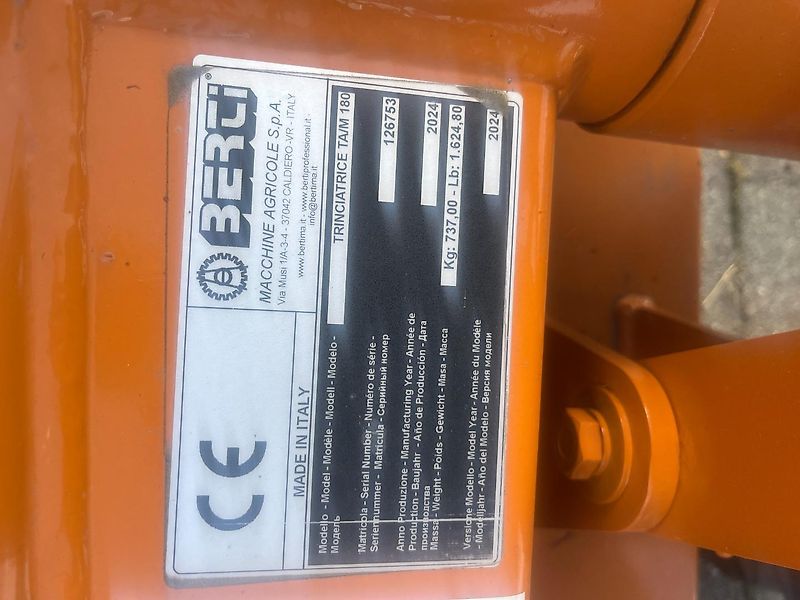 BERTI®
MACCHINE AGRICOLE S.p.A.
Via Musi 1/A-3-4 - 37042 CALDIERO -VR - ITALY
www.bertima.it - www.bertiprofessional.it -
info@bertima.it
CE
MADE IN ITALY
Modello - Model - Modèle - Modell - Modelo -
Модель
TRINCIATRICE TA/M 180
Matricola - Serial Number - Numéro de série -
Seriennummer - Matrícula - Серийный номер
126753
Anno Produzione - Manufacturing Year - Année de
Production - Baujahr - Año de Producción - Дата
производства
2024
Massa - Weight - Poids - Gewicht - Masa - Масса
Kg: 737,00 - Lb: 1.624,80
Versione Modello - Model Year - Année du Modèle
- Modelljahr - Año del Modelo - Версия модели
2024